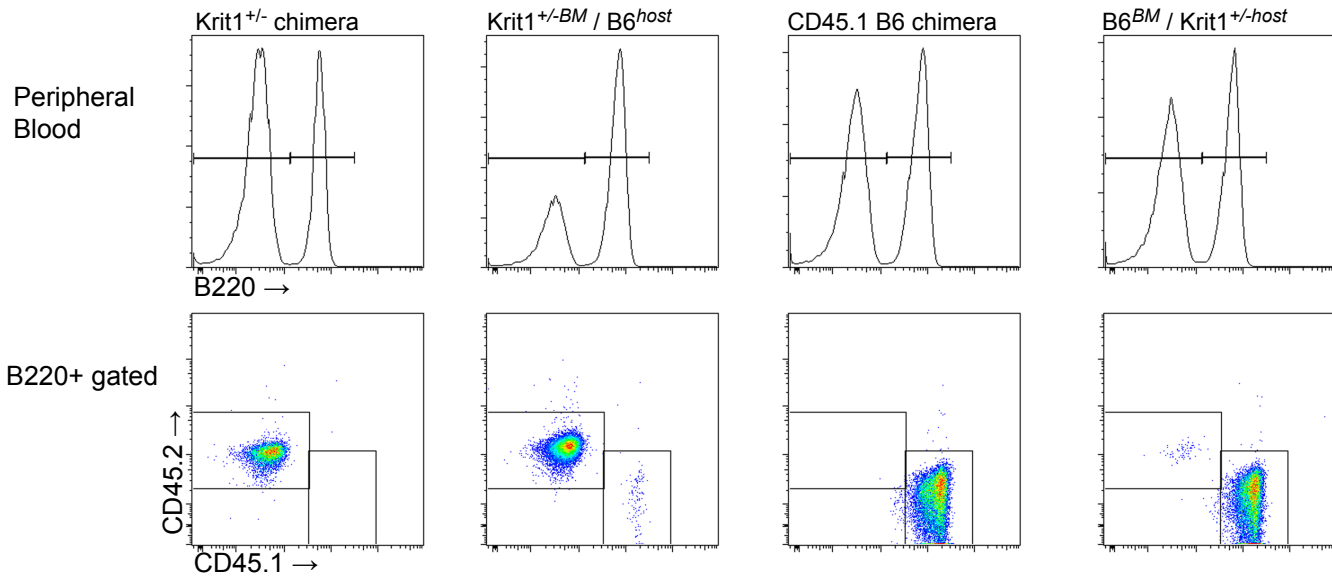 Krit1+/- chimera
Krit1+/-BM / B6host
CD45.1 B6 chimera
B6BM / Krit1+/-host
Peripheral
Blood
B220 →
B220+ gated
CD45.2 →
CD45.1 →